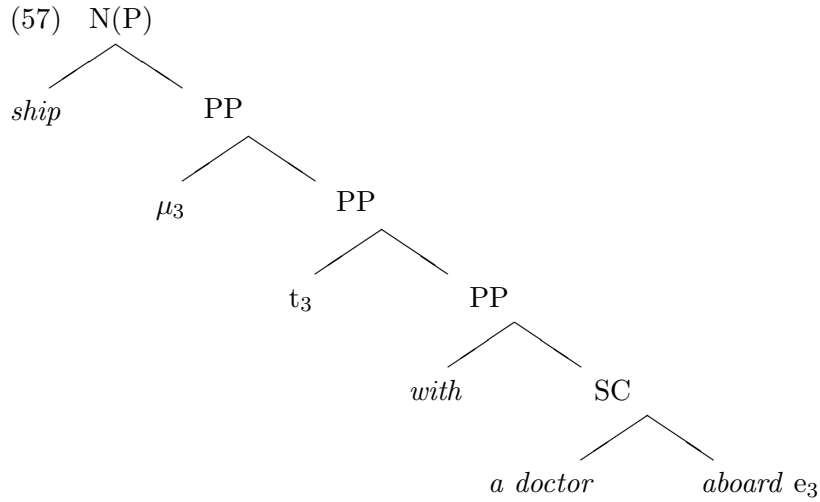 (57) N(P)
ship
PP
μ₃
PP
t₃
PP
with
SC
a doctor aboard e₃